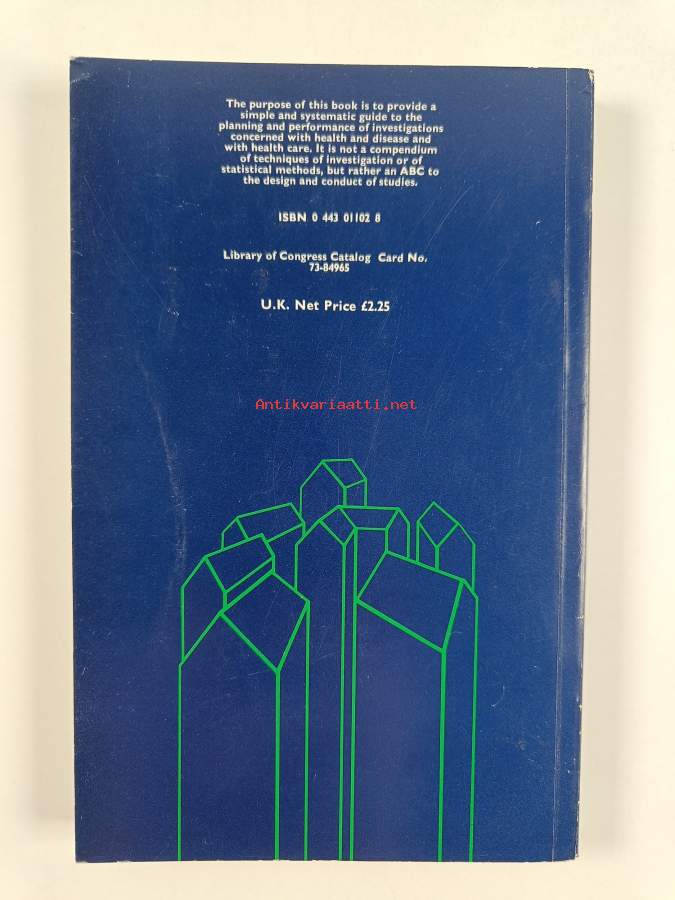 The purpose of this book is to provide a
simple and systematic guide to the
planning and performance of investigations
concerned with health and disease and
with health care. It is not a compendium
of techniques of investigation or of
statistical methods, but rather an ABC to
the design and conduct of studies.
ISBN 0 443 01102 8
Library of Congress Catalog Card No.
73-84965
U.K. Net Price £2.25
Antikvariaatti.net